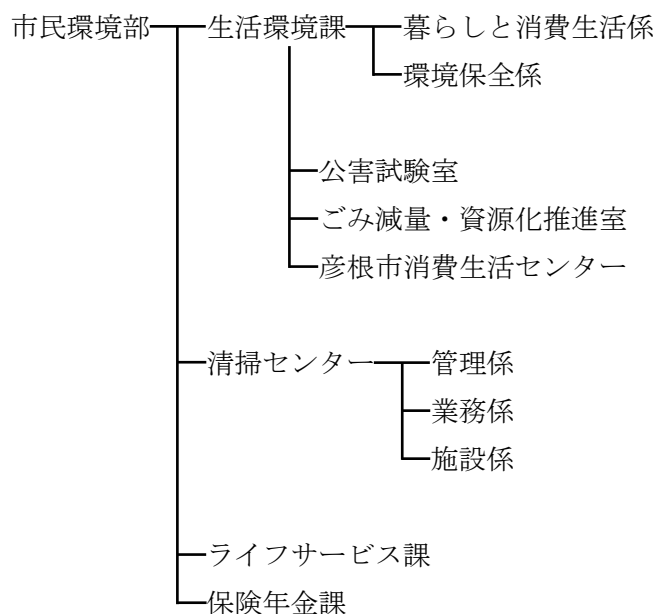 市民環境部 生活環境課 暮らしと消費生活係
環境保全係
公害試験室
ごみ減量・資源化推進室
彦根市消費生活センター
清掃センター 管理係
業務係
施設係
ライフサービス課
保険年金課